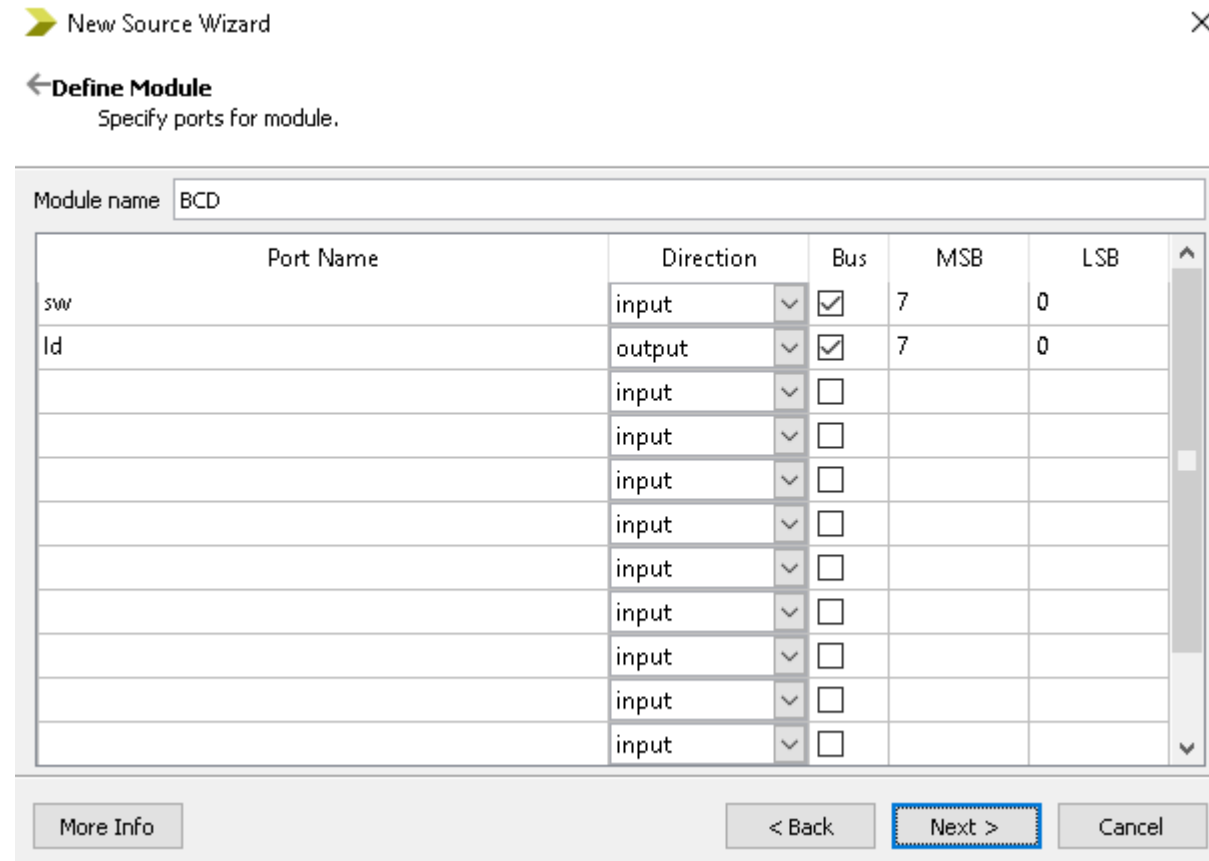 New Source Wizard
Define Module
Specify ports for module.
Module name BCD
Port Name Direction Bus MSB LSB
sw input 7 0
ld output 7 0
input
input
input
input
input
input
input
input
input
More Info < Back Next > Cancel